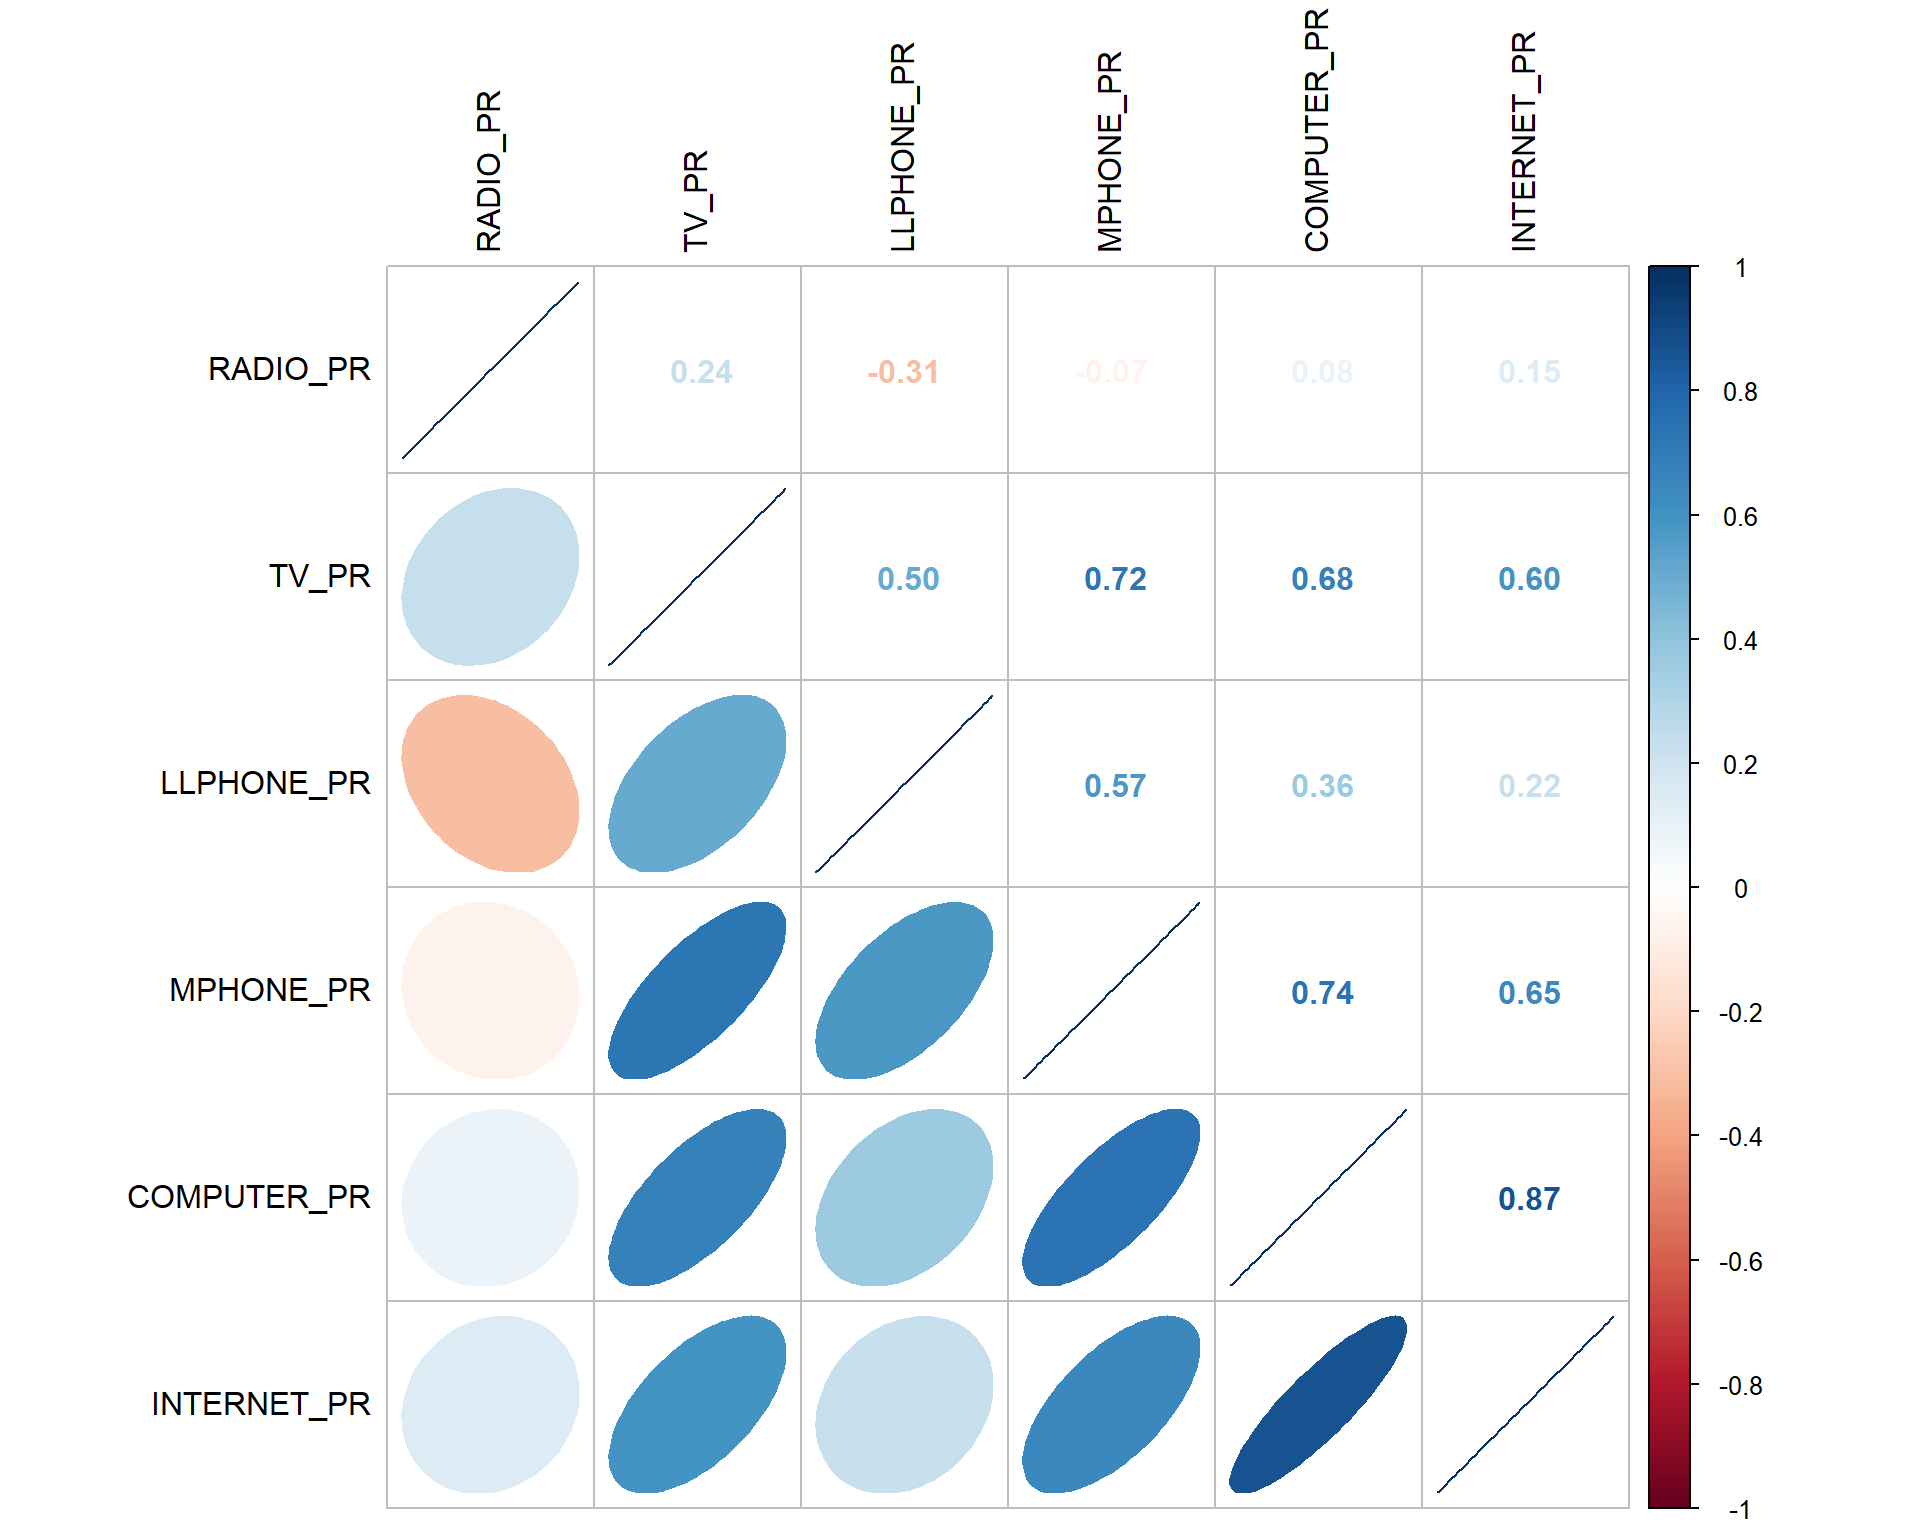 RADIO_PR
TV_PR
LLPHONE_PR
MPHONE_PR
COMPUTER_PR
INTERNET_PR
RADIO_PR 0.24 -0.31 -0.07 0.08 0.15
TV_PR 0.50 0.72 0.68 0.60
LLPHONE_PR 0.57 0.36 0.22
MPHONE_PR 0.74 0.65
COMPUTER_PR 0.87
INTERNET_PR
1
0.8
0.6
0.4
0.2
0
-0.2
-0.4
-0.6
-0.8
-1